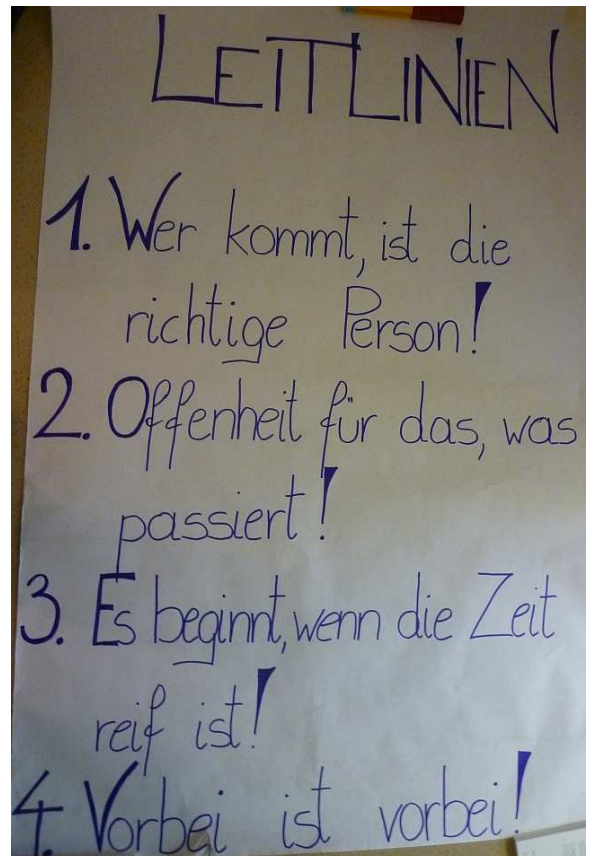 LEITLINIEN
1. Wer kommt, ist die
richtige Person!
2. Offenheit für das, was
passiert!
3. Es beginnt, wenn die Zeit
reif ist!
4. Vorbei ist vorbei!